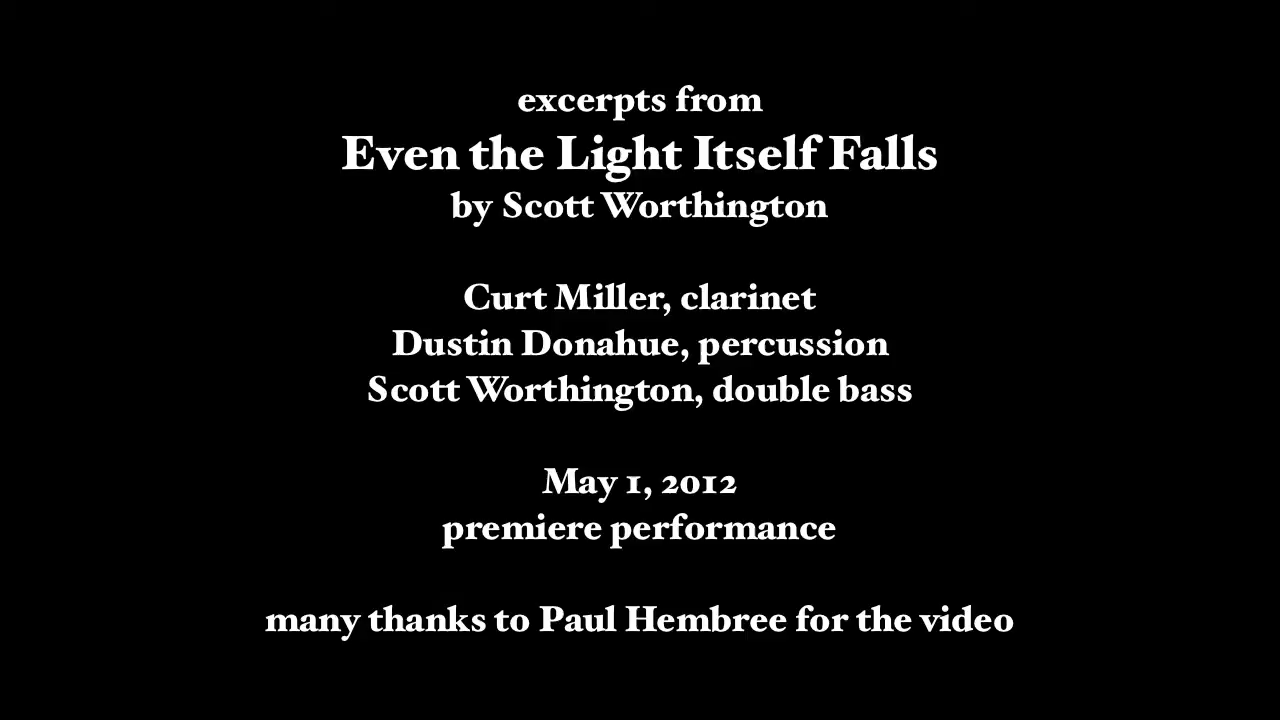 excerpts from
Even the Light Itself Falls
by Scott Worthington
Curt Miller, clarinet
Dustin Donahue, percussion
Scott Worthington, double bass
May 1, 2012
premiere performance
many thanks to Paul Hembree for the video